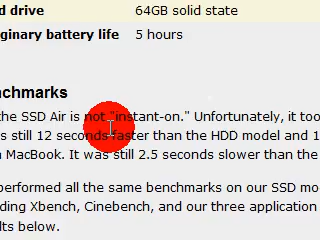 d drive 64GB solid state
ginary battery life 5 hours
nchmarks
the SSD Air is not "instant-on." Unfortunately, it too
s still 12 seconds faster than the HDD model and 1
MacBook. It was still 2.5 seconds slower than the
performed all the same benchmarks on our SSD mo
ding Xbench, Cinebench, and our three application
lts below.